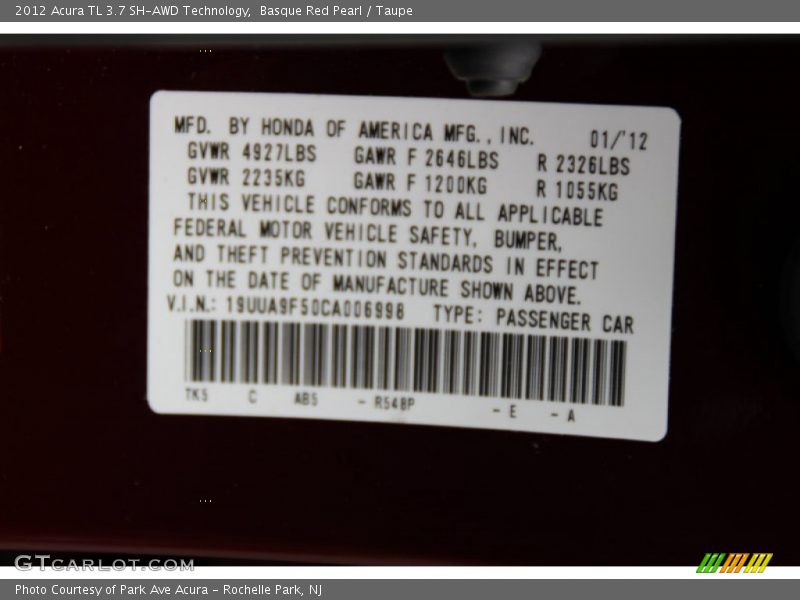 2012 Acura TL 3.7 SH-AWD Technology, Basque Red Pearl / Taupe
MFD. BY HONDA OF AMERICA MFG., INC. 01/'12
GVWR 4927LBS GAWR F 2646LBS R 2326LBS
GVWR 2235KG GAWR F 1200KG R 1055KG
THIS VEHICLE CONFORMS TO ALL APPLICABLE
FEDERAL MOTOR VEHICLE SAFETY, BUMPER,
AND THEFT PREVENTION STANDARDS IN EFFECT
ON THE DATE OF MANUFACTURE SHOWN ABOVE.
V.I.N.: 19UUA9F50CA006998 TYPE: PASSENGER CAR
TK5 C AB5 - R548P - E - A
GTCARLOT.COM
Photo Courtesy of Park Ave Acura - Rochelle Park, NJ